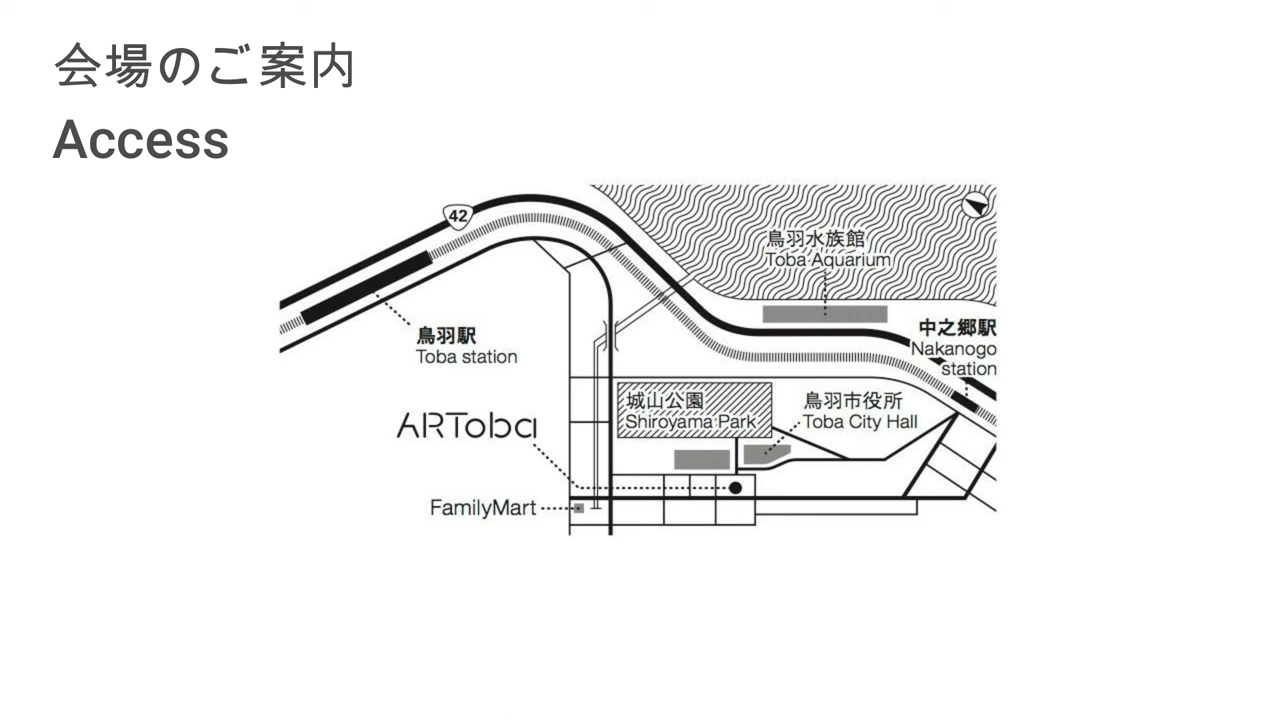 会場のご案内
Access
42
鳥羽水族館
Toba Aquarium
鳥羽駅
Toba station
中之郷駅
Nakanogo
station
城山公園
Shiroyama Park
鳥羽市役所
Toba City Hall
ARToba
FamilyMart